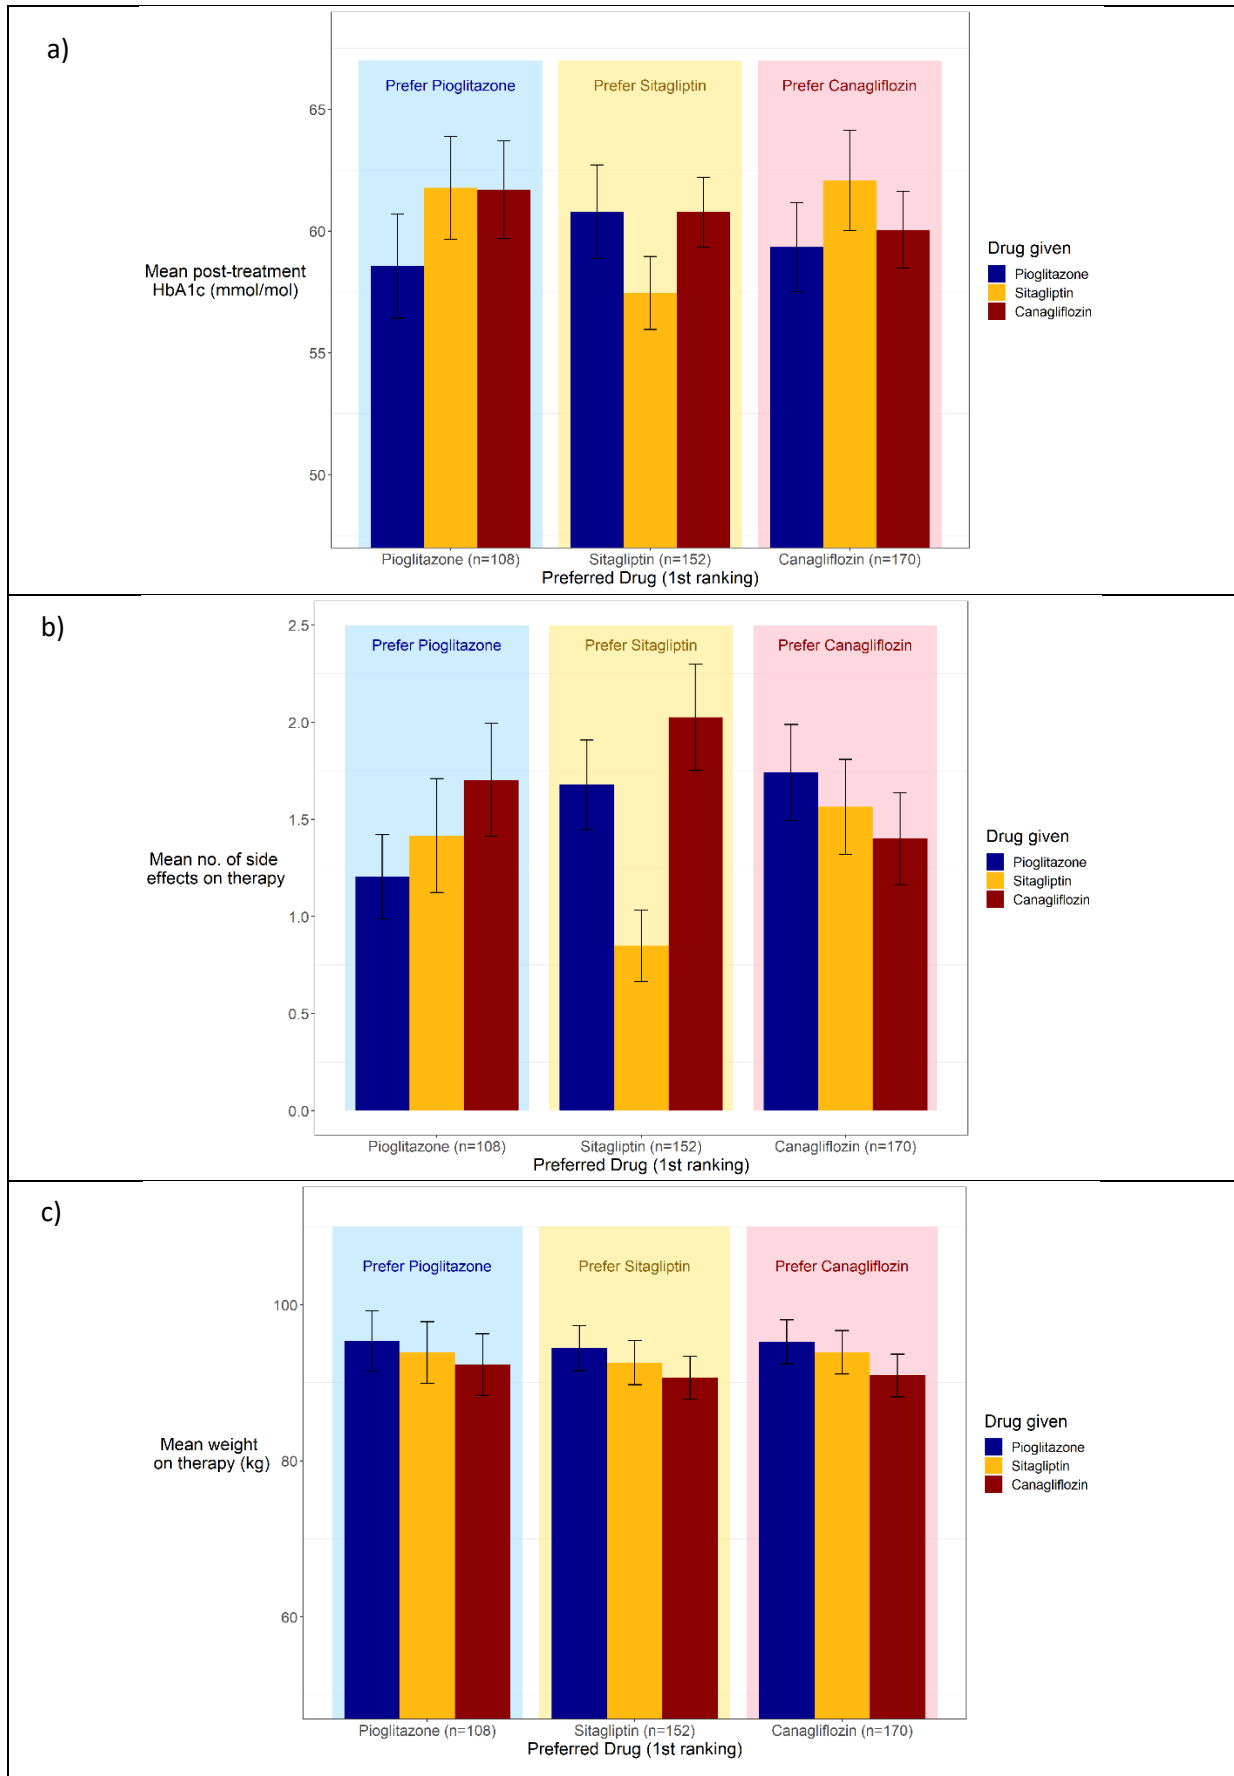 a)
Prefer Pioglitazone
Prefer Sitagliptin
Prefer Canagliflozin
65
60
55
50
Mean post-treatment
HbA1c (mmol/mol)
Drug given
Pioglitazone
Sitagliptin
Canagliflozin
Pioglitazone (n=108)
Sitagliptin (n=152)
Canagliflozin (n=170)
Preferred Drug (1st ranking)
b)
Prefer Pioglitazone
Prefer Sitagliptin
Prefer Canagliflozin
2.5
2.0
1.5
1.0
0.5
0.0
Mean no. of side
effects on therapy
Drug given
Pioglitazone
Sitagliptin
Canagliflozin
Pioglitazone (n=108)
Sitagliptin (n=152)
Canagliflozin (n=170)
Preferred Drug (1st ranking)
c)
Prefer Pioglitazone
Prefer Sitagliptin
Prefer Canagliflozin
100
80
60
Mean weight
on therapy (kg)
Drug given
Pioglitazone
Sitagliptin
Canagliflozin
Pioglitazone (n=108)
Sitagliptin (n=152)
Canagliflozin (n=170)
Preferred Drug (1st ranking)